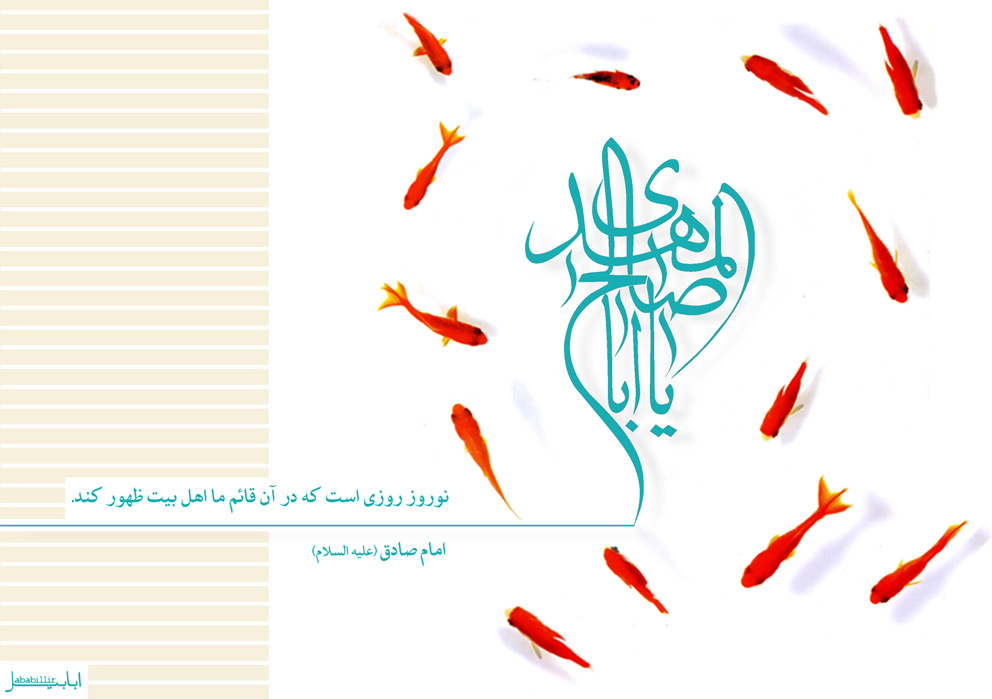 یا اباصالح المهدی
نوروز روزی است که در آن قائم ما اهل بیت ظهور کند.
امام صادق (علیه السلام)
ابابیل
ababill.ir